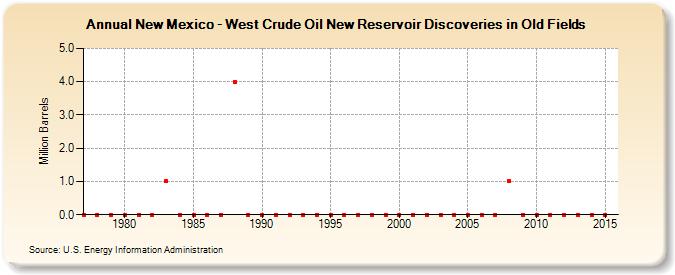 Annual New Mexico - West Crude Oil New Reservoir Discoveries in Old Fields
Million Barrels
5.0
4.0
3.0
2.0
1.0
0.0
1980 1985 1990 1995 2000 2005 2010 2015
Source: U.S. Energy Information Administration